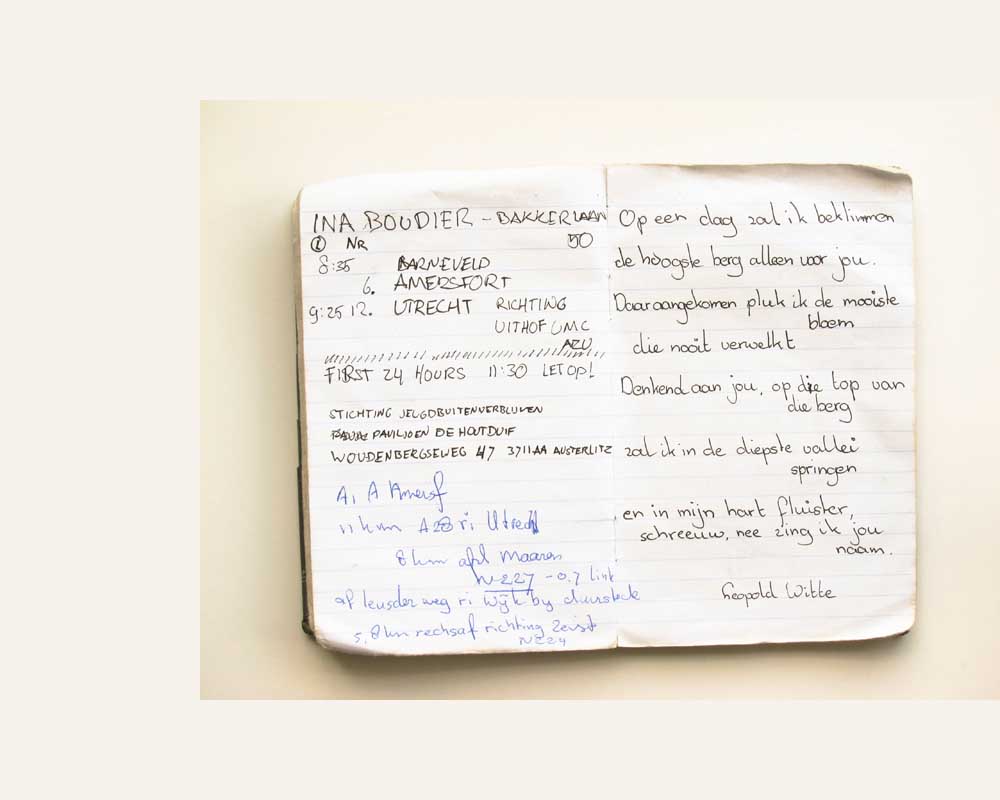 INA BOUDIER - BAKKERLAAN
① NR 50
8:35 BARNEVELD
6. AMERSFORT
9:25 12. UTRECHT RICHTING
UITHOF UMC
AZU
FIRST 24 HOURS 11:30 LET OP!
STICHTING JEUGDBUITENVERBLIJVEN
PAVILJOEN DE HOUTDUIF
WOUDENBERGSEWEG 47 3711AA AUSTERLITZ
A1 A Amersf
11 km A28 ri Utrecht
8 km afsl Maaren
N-227 - 0.7 link
af leusderweg ri Wijk bij duurstede
5.8 km rechsaf richting Zeist
N224
Op een dag zal ik beklimmen
de hoogste berg alleen voor jou.
Daar aangekomen pluk ik de mooiste
bloem
die nooit verwelkt
Denkend aan jou, op die top van
die berg
zal ik in de diepste vallei
springen
en in mijn hart fluister,
schreeuw, nee zing ik jou
naam.
Leopold Witte